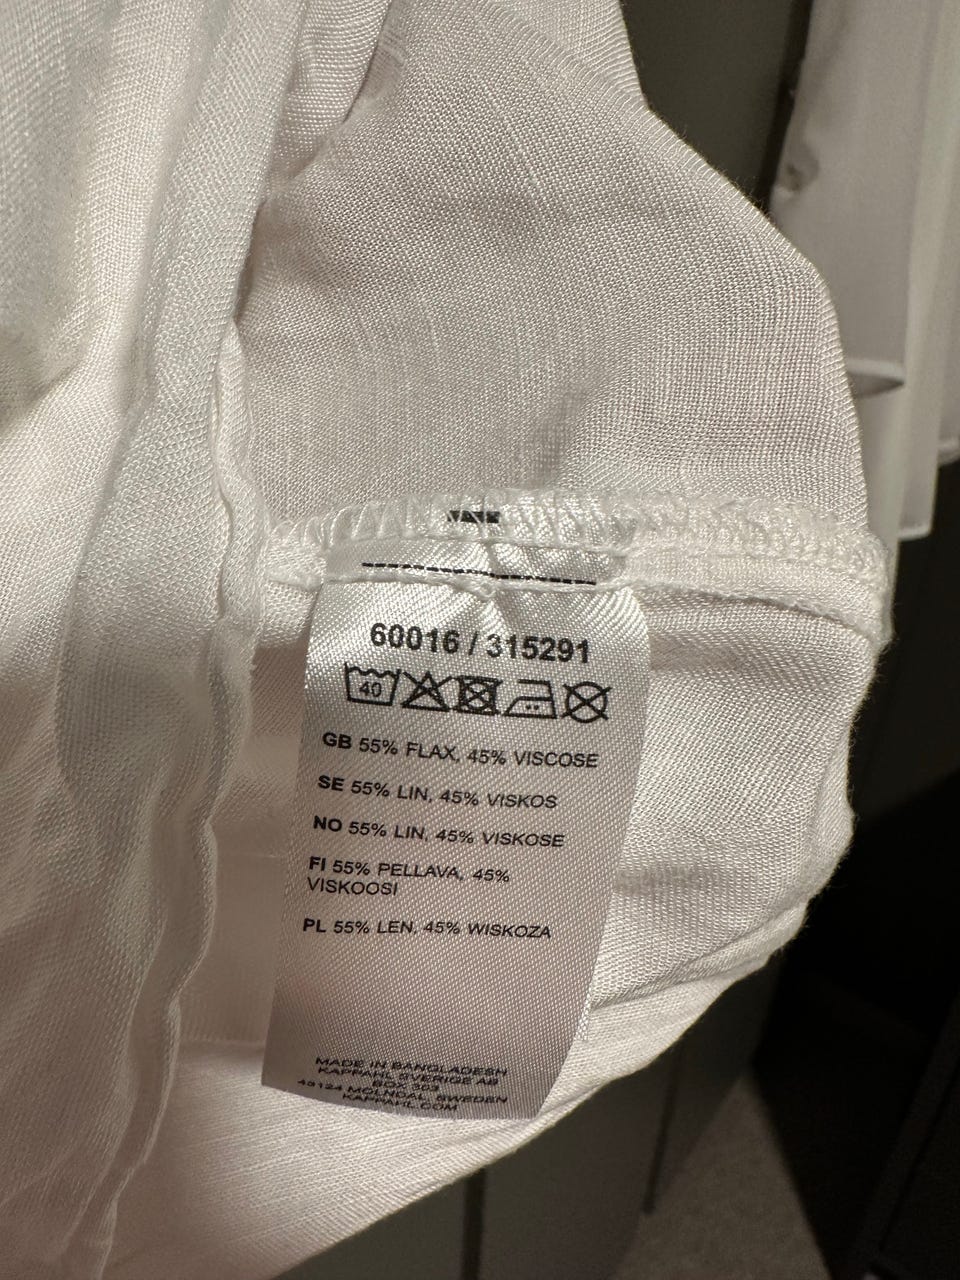 60016 / 315291
40
GB 55% FLAX, 45% VISCOSE
SE 55% LIN, 45% VISKOS
NO 55% LIN, 45% VISKOSE
FI 55% PELLAVA, 45%
VISKOOSI
PL 55% LEN, 45% WISKOZA
MADE IN BANGLADESH
KAPPAHL SVERIGE AB
BOX 303
43124 MÖLNDAL, SWEDEN
KAPPAHL.COM